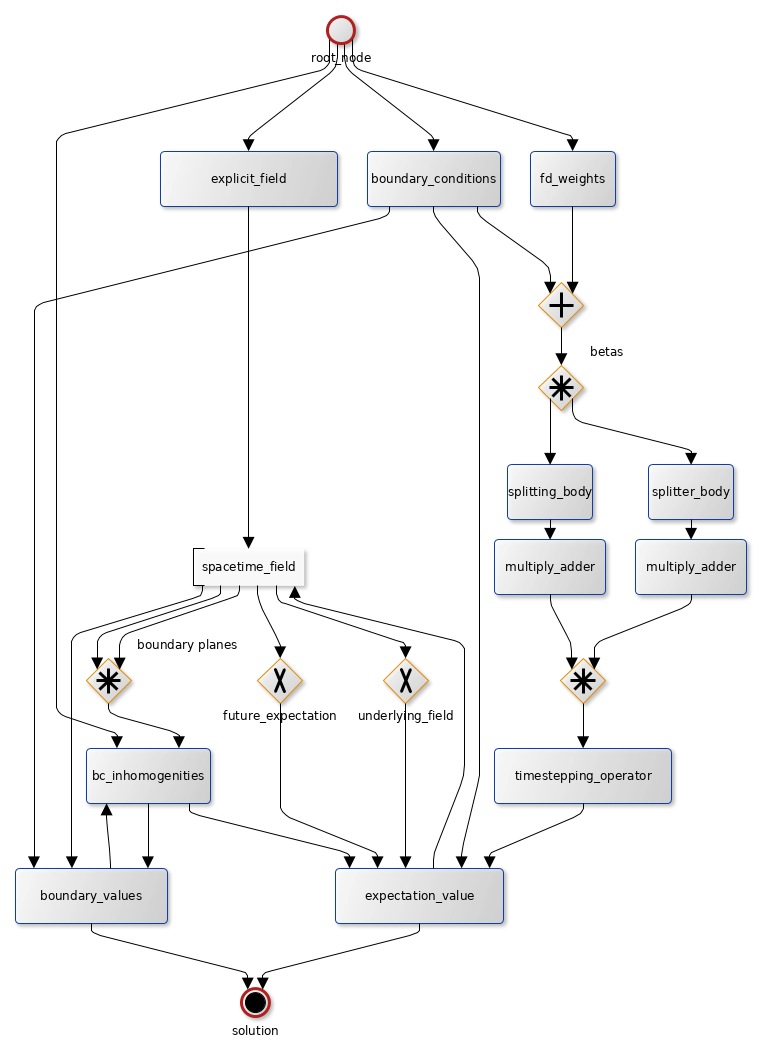 root_node
explicit_field
boundary_conditions
fd_weights
betas
splitting_body
splitter_body
spacetime_field
multiply_adder
multiply_adder
boundary planes
future_expectation
underlying_field
bc_inhomogenities
timestepping_operator
boundary_values
expectation_value
solution